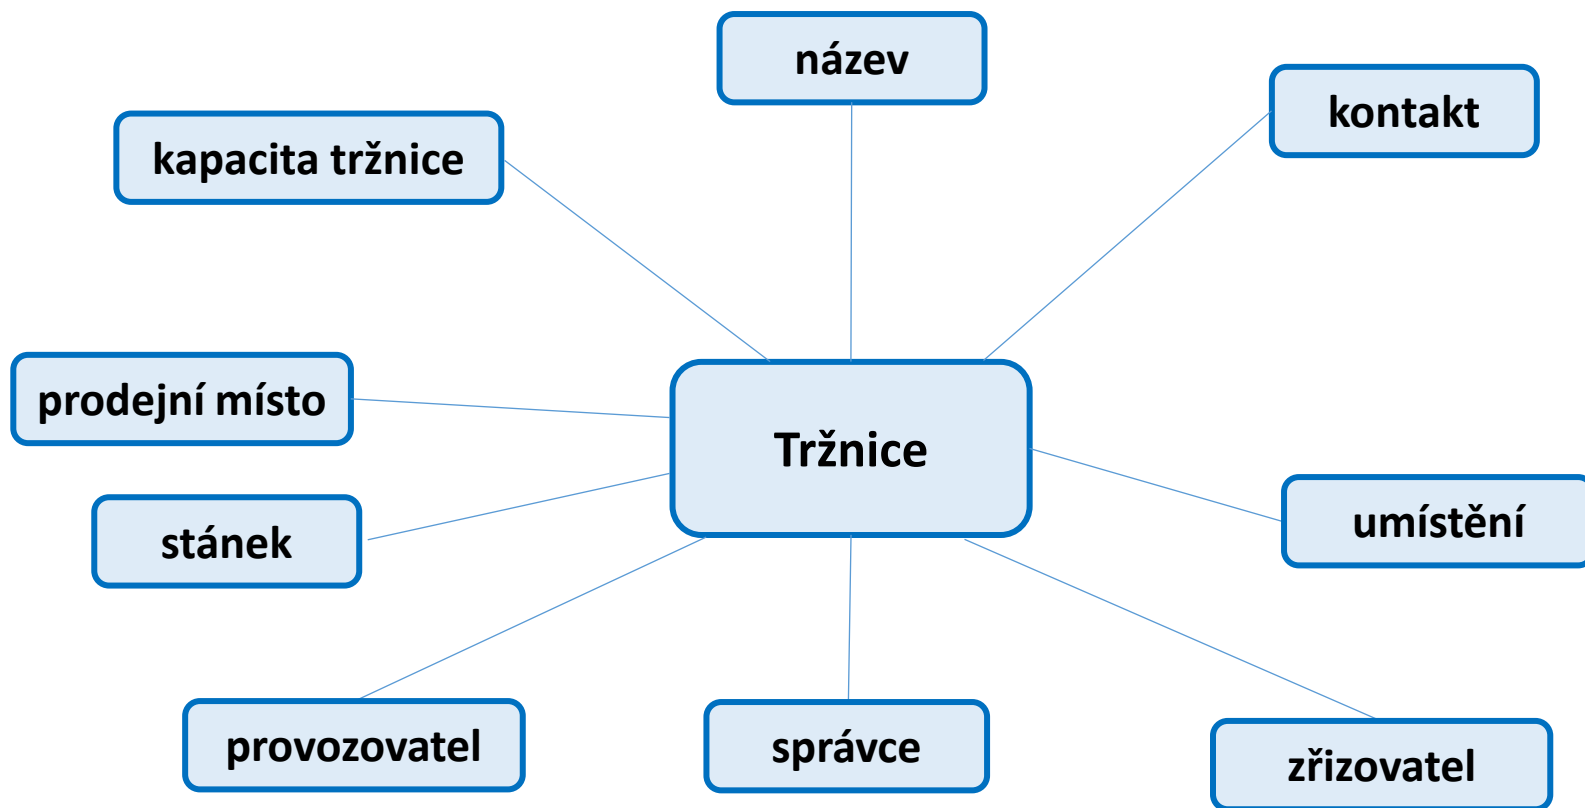 název
kontakt
kapacita tržnice
prodejní místo
Tržnice
stánek
umístění
provozovatel
správce
zřizovatel